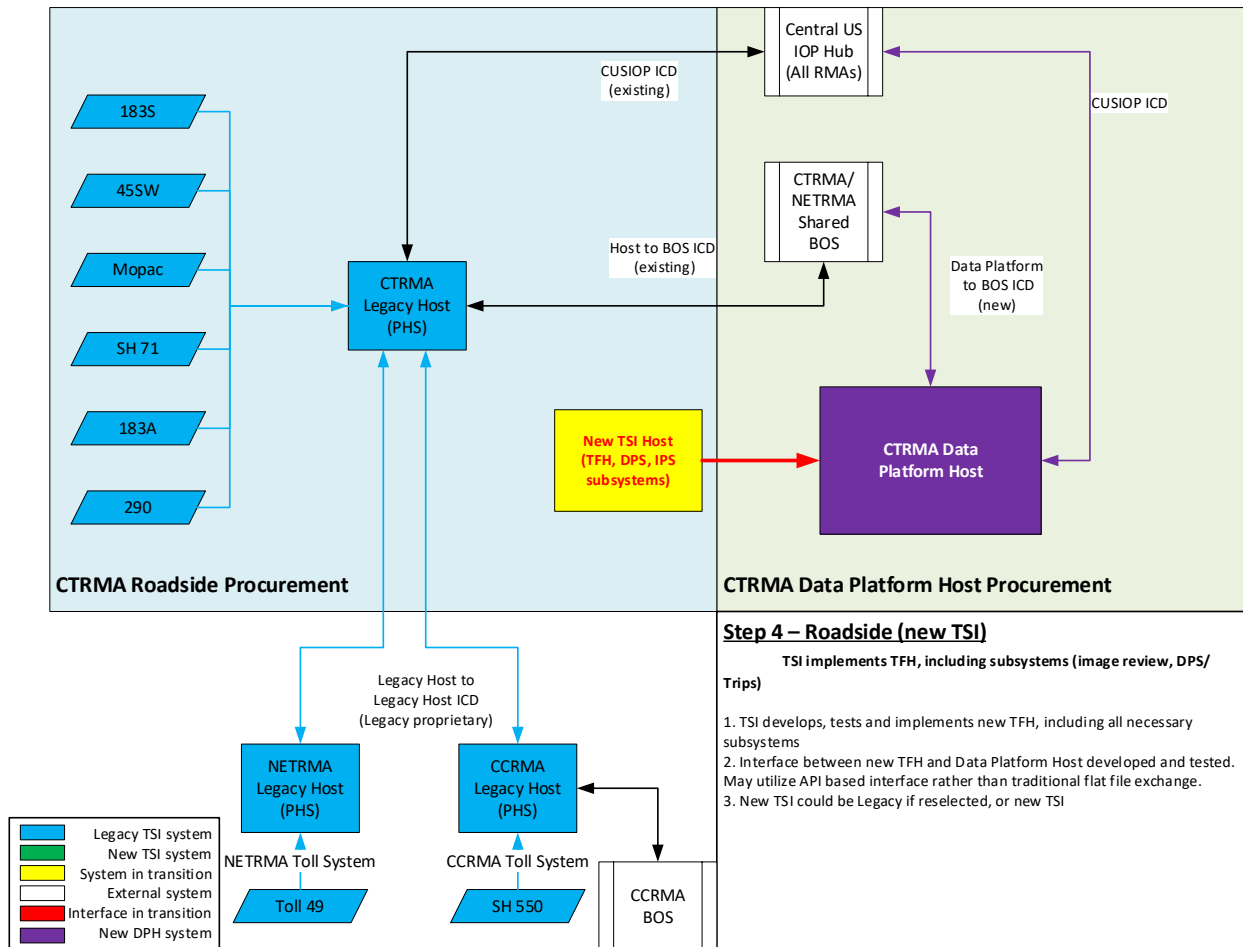 Central US
IOP Hub
(All RMAs)
CUSIOP ICD
(existing)
CUSIOP ICD
183S
45SW
Mopac
SH 71
183A
290
CTRMA
Legacy Host
(PHS)
Host to BOS ICD
(existing)
CTRMA/
NETRMA
Shared
BOS
Data Platform
to BOS ICD
(new)
New TSI Host
(TFH, DPS, IPS
subsystems)
CTRMA Data
Platform Host
CTRMA Roadside Procurement
CTRMA Data Platform Host Procurement
Legacy Host to
Legacy Host ICD
(Legacy proprietary)
NETRMA
Legacy Host
(PHS)
CCRMA
Legacy Host
(PHS)
NETRMA Toll System
CCRMA Toll System
Toll 49
SH 550
CCRMA
BOS
Step 4 – Roadside (new TSI)
TSI implements TFH, including subsystems (image review, DPS/
Trips)
1. TSI develops, tests and implements new TFH, including all necessary
subsystems
2. Interface between new TFH and Data Platform Host developed and tested.
May utilize API based interface rather than traditional flat file exchange.
3. New TSI could be Legacy if reselected, or new TSI
Legacy TSI system
New TSI system
System in transition
External system
Interface in transition
New DPH system